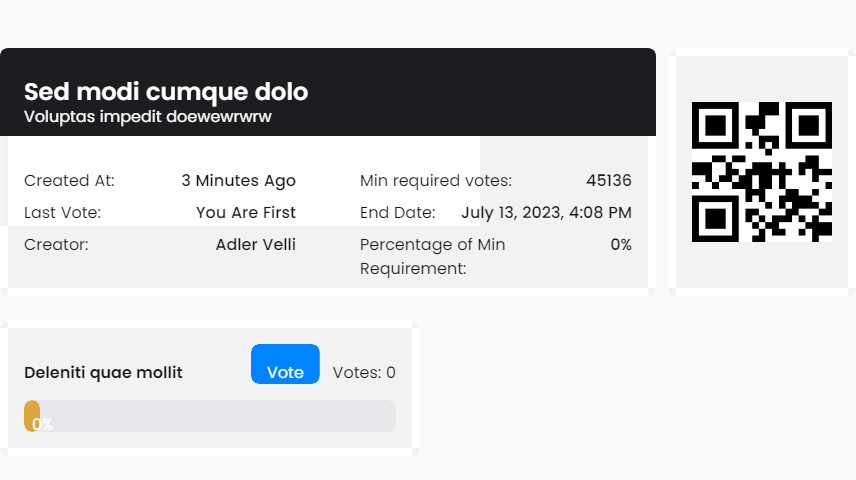 Sed modi cumque dolo
Voluptas impedit doewewrwrw
Created At: 3 Minutes Ago
Last Vote: You Are First
Creator: Adler Velli
Min required votes: 45136
End Date: July 13, 2023, 4:08 PM
Percentage of Min 0%
Requirement:
Deleniti quae mollit Vote Votes: 0
0%